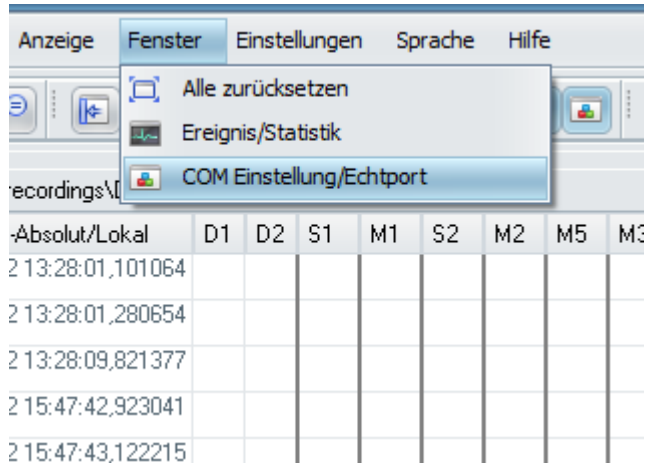 Anzeige Fenster Einstellungen Sprache Hilfe
Alle zurücksetzen
Ereignis/Statistik
COM Einstellung/Echtport
recordings\
-Absolut/Lokal D1 D2 S1 M1 S2 M2 M5 M3
2 13:28:01,101064
2 13:28:01,280654
2 13:28:09,821377
2 15:47:42,923041
2 15:47:43,122215